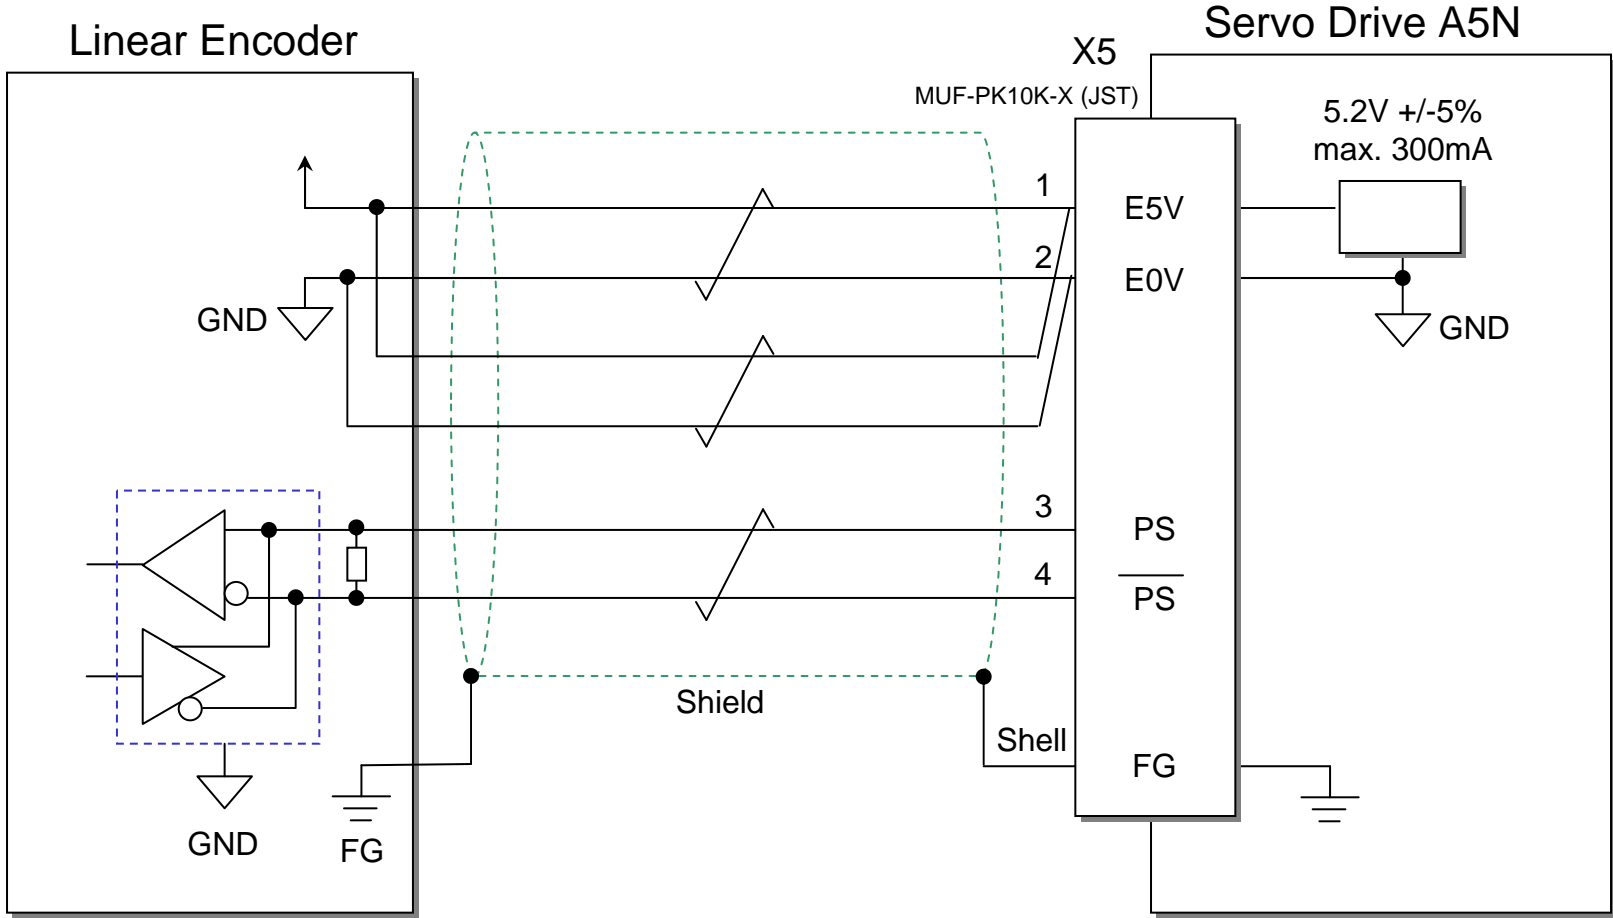 Linear Encoder
Servo Drive A5N
X5
MUF-PK10K-X (JST)
5.2V +/-5%
max. 300mA
1
E5V
2
E0V
GND
GND
3
PS
4
PS
Shield
Shell
FG
GND
FG